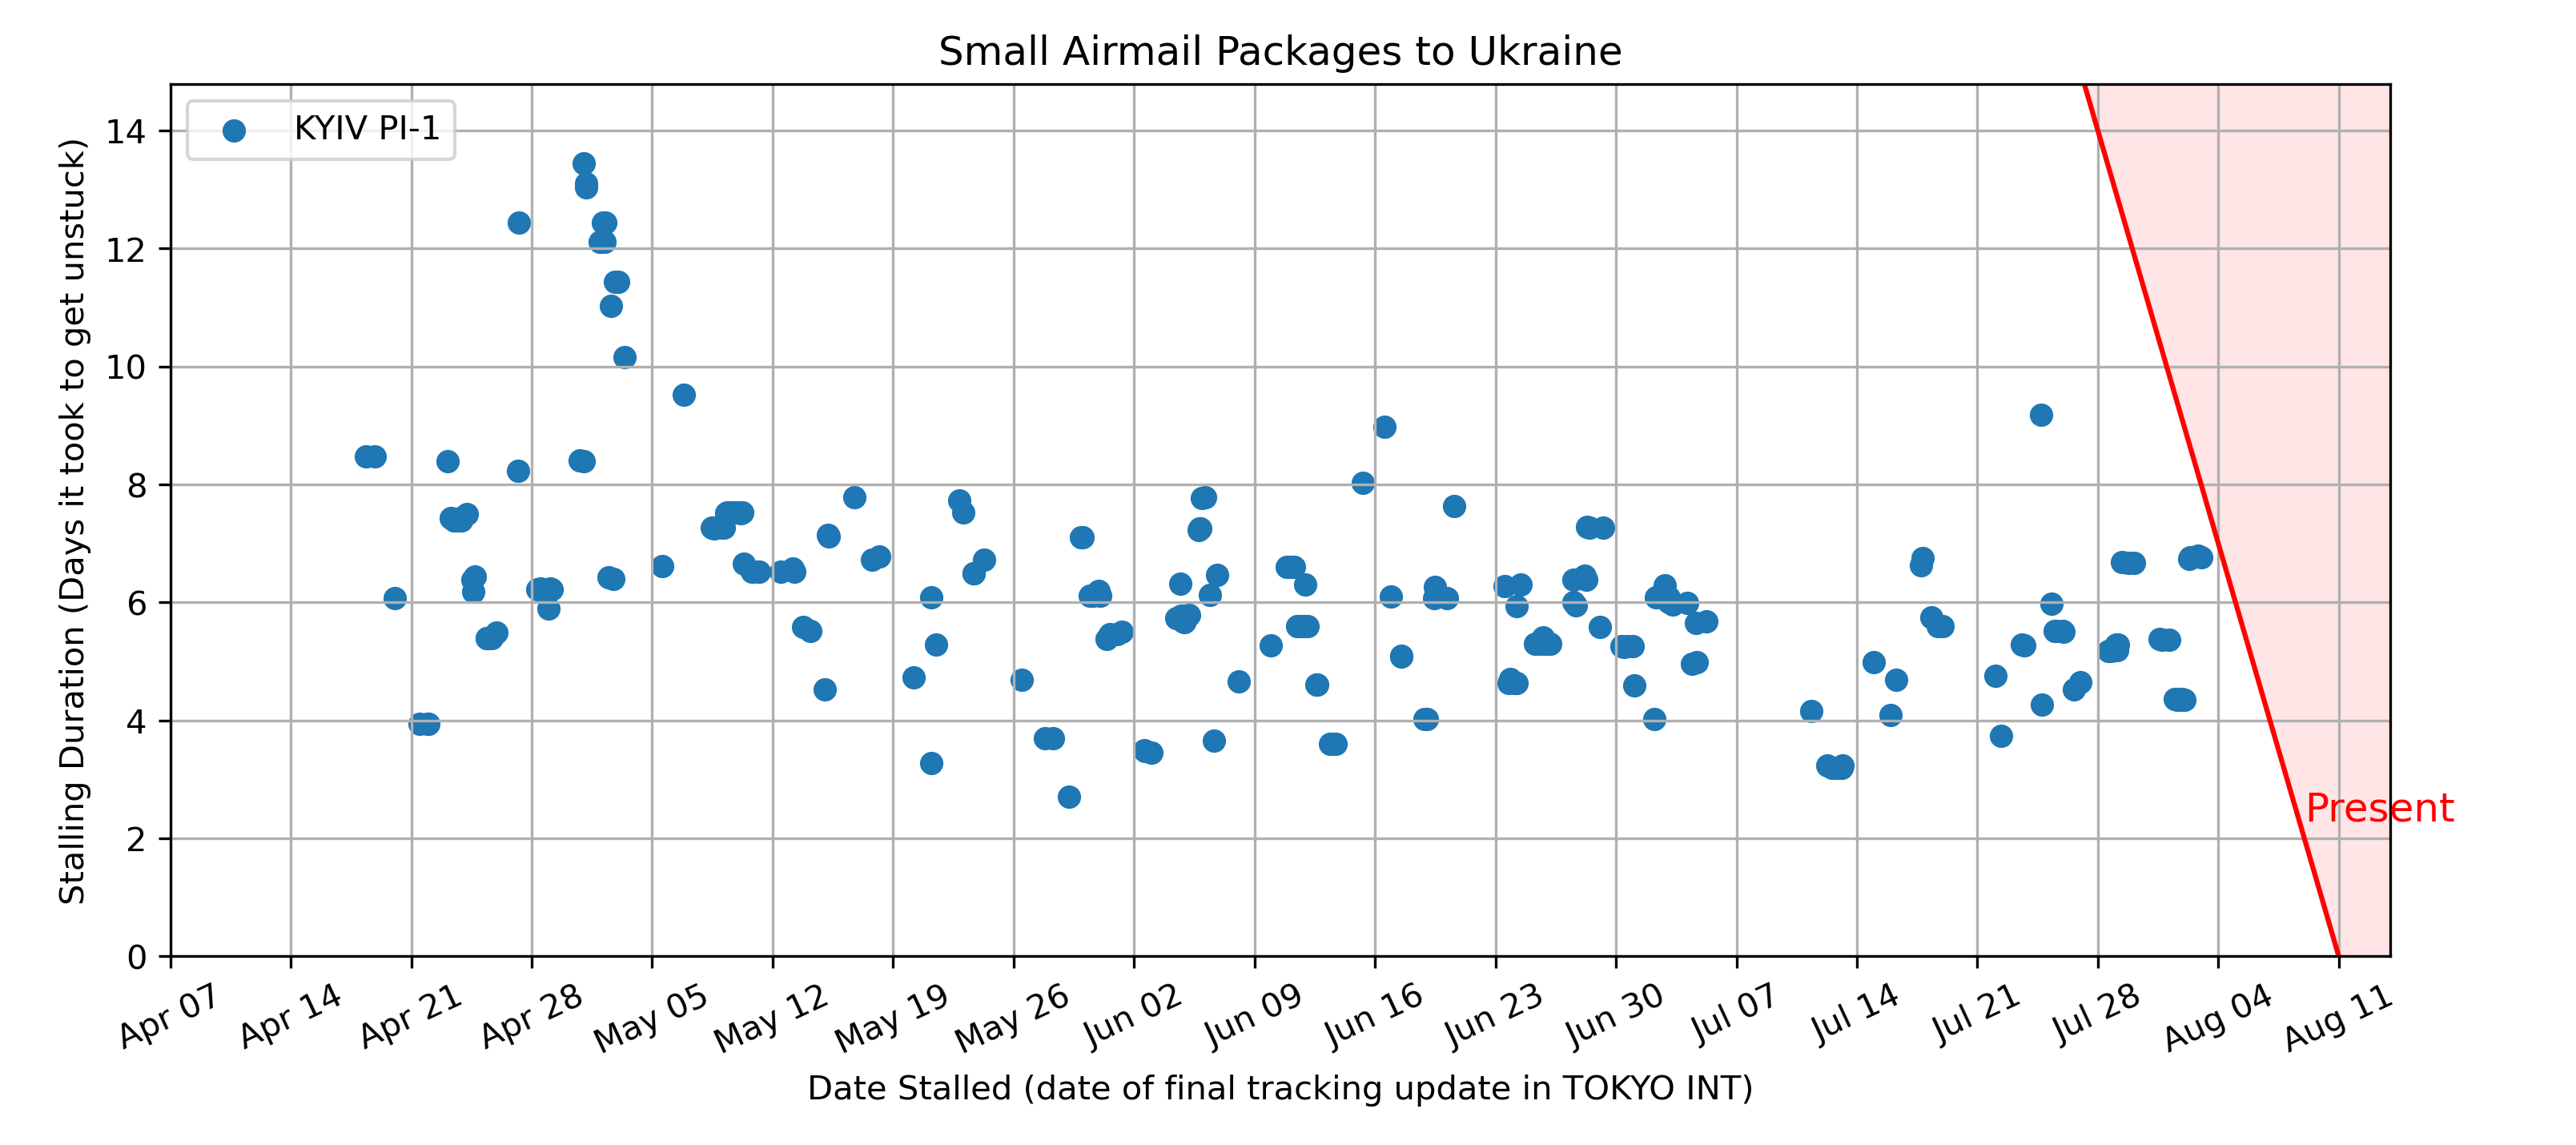 Small Airmail Packages to Ukraine
KYIV PI-1
Stalling Duration (Days it took to get unstuck)
14
12
10
8
6
4
2
0
Present
Apr 07
Apr 14
Apr 21
Apr 28
May 05
May 12
May 19
May 26
Jun 02
Jun 09
Jun 16
Jun 23
Jun 30
Jul 07
Jul 14
Jul 21
Jul 28
Aug 04
Aug 11
Date Stalled (date of final tracking update in TOKYO INT)